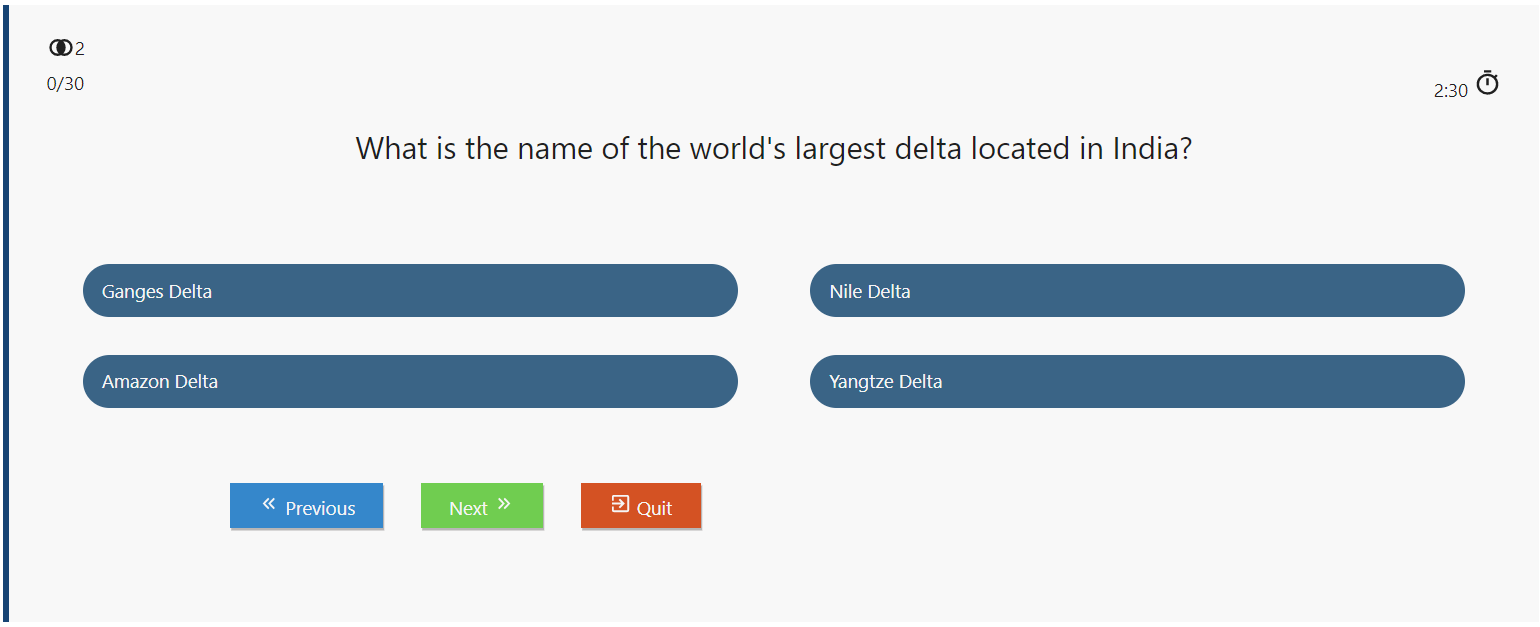 2
0/30
2:30
What is the name of the world's largest delta located in India?
Ganges Delta
Nile Delta
Amazon Delta
Yangtze Delta
« Previous
Next »
Quit